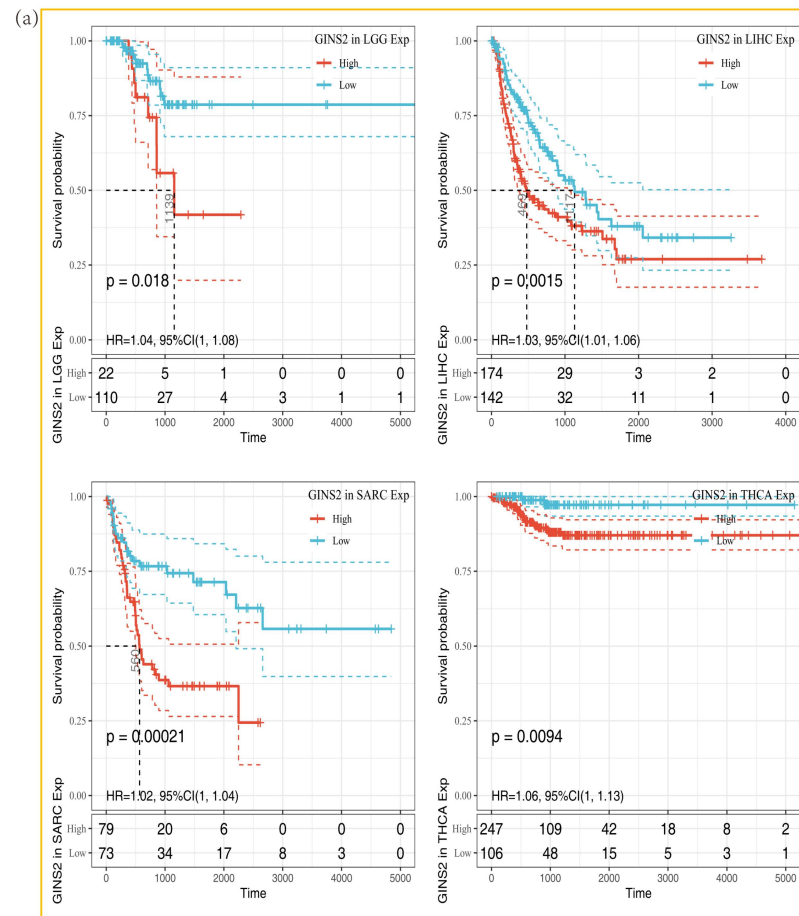 (a)
GINS2 in LGG Exp
High
Low
Survival probability
1.00
0.75
0.50
0.25
0.00
1139
p = 0.018
HR=1.04, 95%CI(1, 1.08)
GINS2 in LGG Exp
High 22 5 1 0 0 0
Low 110 27 4 3 1 1
0 1000 2000 3000 4000 5000
Time
GINS2 in LIHC Exp
High
Low
Survival probability
1.00
0.75
0.50
0.25
0.00
p = 0.0015
HR=1.03, 95%CI(1.01, 1.06)
GINS2 in LIHC Exp
High 174 29 3 2 0
Low 142 32 11 1 0
0 1000 2000 3000 4000
Time
GINS2 in SARC Exp
High
Low
Survival probability
1.00
0.75
0.50
0.25
0.00
560
p = 0.00021
HR=1.02, 95%CI(1, 1.04)
GINS2 in SARC Exp
High 79 20 6 0 0 0
Low 73 34 17 8 3 0
0 1000 2000 3000 4000 5000
Time
GINS2 in THCA Exp
High
Low
Survival probability
1.00
0.75
0.50
0.25
0.00
p = 0.0094
HR=1.06, 95%CI(1, 1.13)
GINS2 in THCA Exp
High 247 109 42 18 8 2
Low 106 48 15 5 3 1
0 1000 2000 3000 4000 5000
Time